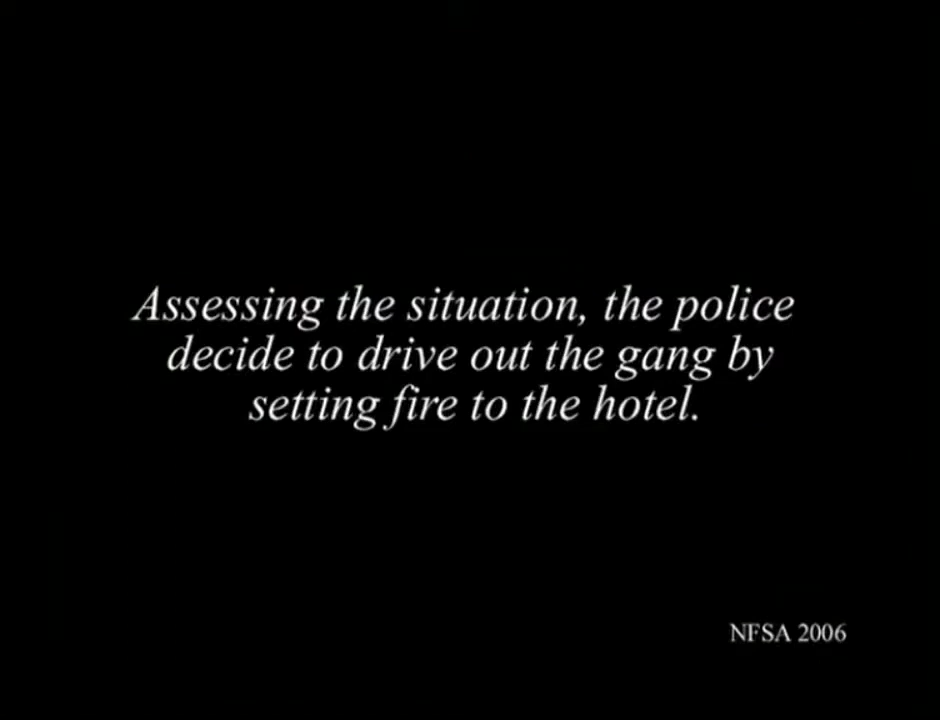 Assessing the situation, the police
decide to drive out the gang by
setting fire to the hotel.
NFSA 2006